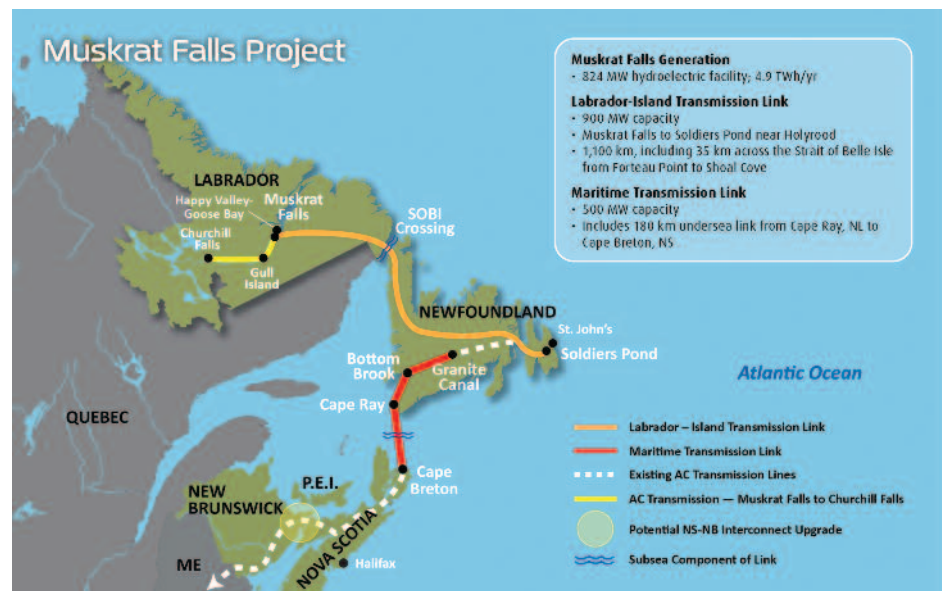 Muskrat Falls Project
Muskrat Falls Generation
• 824 MW hydroelectric facility; 4.9 TWh/yr
Labrador-Island Transmission Link
• 900 MW capacity
• Muskrat Falls to Soldiers Pond near Holyrood
• 1,100 km, including 35 km across the Strait of Belle Isle
from Forteau Point to Shoal Cove
Maritime Transmission Link
• 500 MW capacity
• Includes 180 km undersea link from Cape Ray, NL to
Cape Breton, NS
LABRADOR
Happy Valley-
Goose Bay
Muskrat
Falls
Churchill
Falls
Gull
Island
SOBI
Crossing
NEWFOUNDLAND
St. John's
Soldiers Pond
Bottom
Brook
Granite
Canal
Cape Ray
Atlantic Ocean
QUEBEC
Cape
Breton
P.E.I.
NEW
BRUNSWICK
NOVA SCOTIA
ME
Halifax
Labrador – Island Transmission Link
Maritime Transmission Link
Existing AC Transmission Lines
AC Transmission — Muskrat Falls to Churchill Falls
Potential NS-NB Interconnect Upgrade
Subsea Component of Link